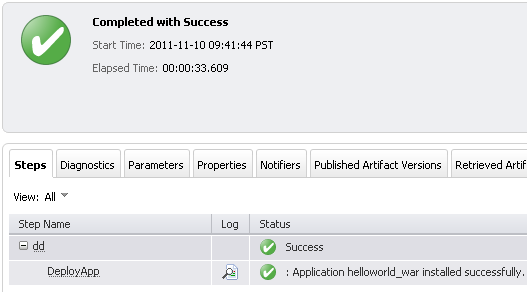 Completed with Success
Start Time: 2011-11-10 09:41:44 PST
Elapsed Time: 00:00:33.609
Steps Diagnostics Parameters Properties Notifiers Published Artifact Versions Retrieved Artif
View: All
Step Name Log Status
dd Success
DeployApp : Application helloworld_war installed successfully.